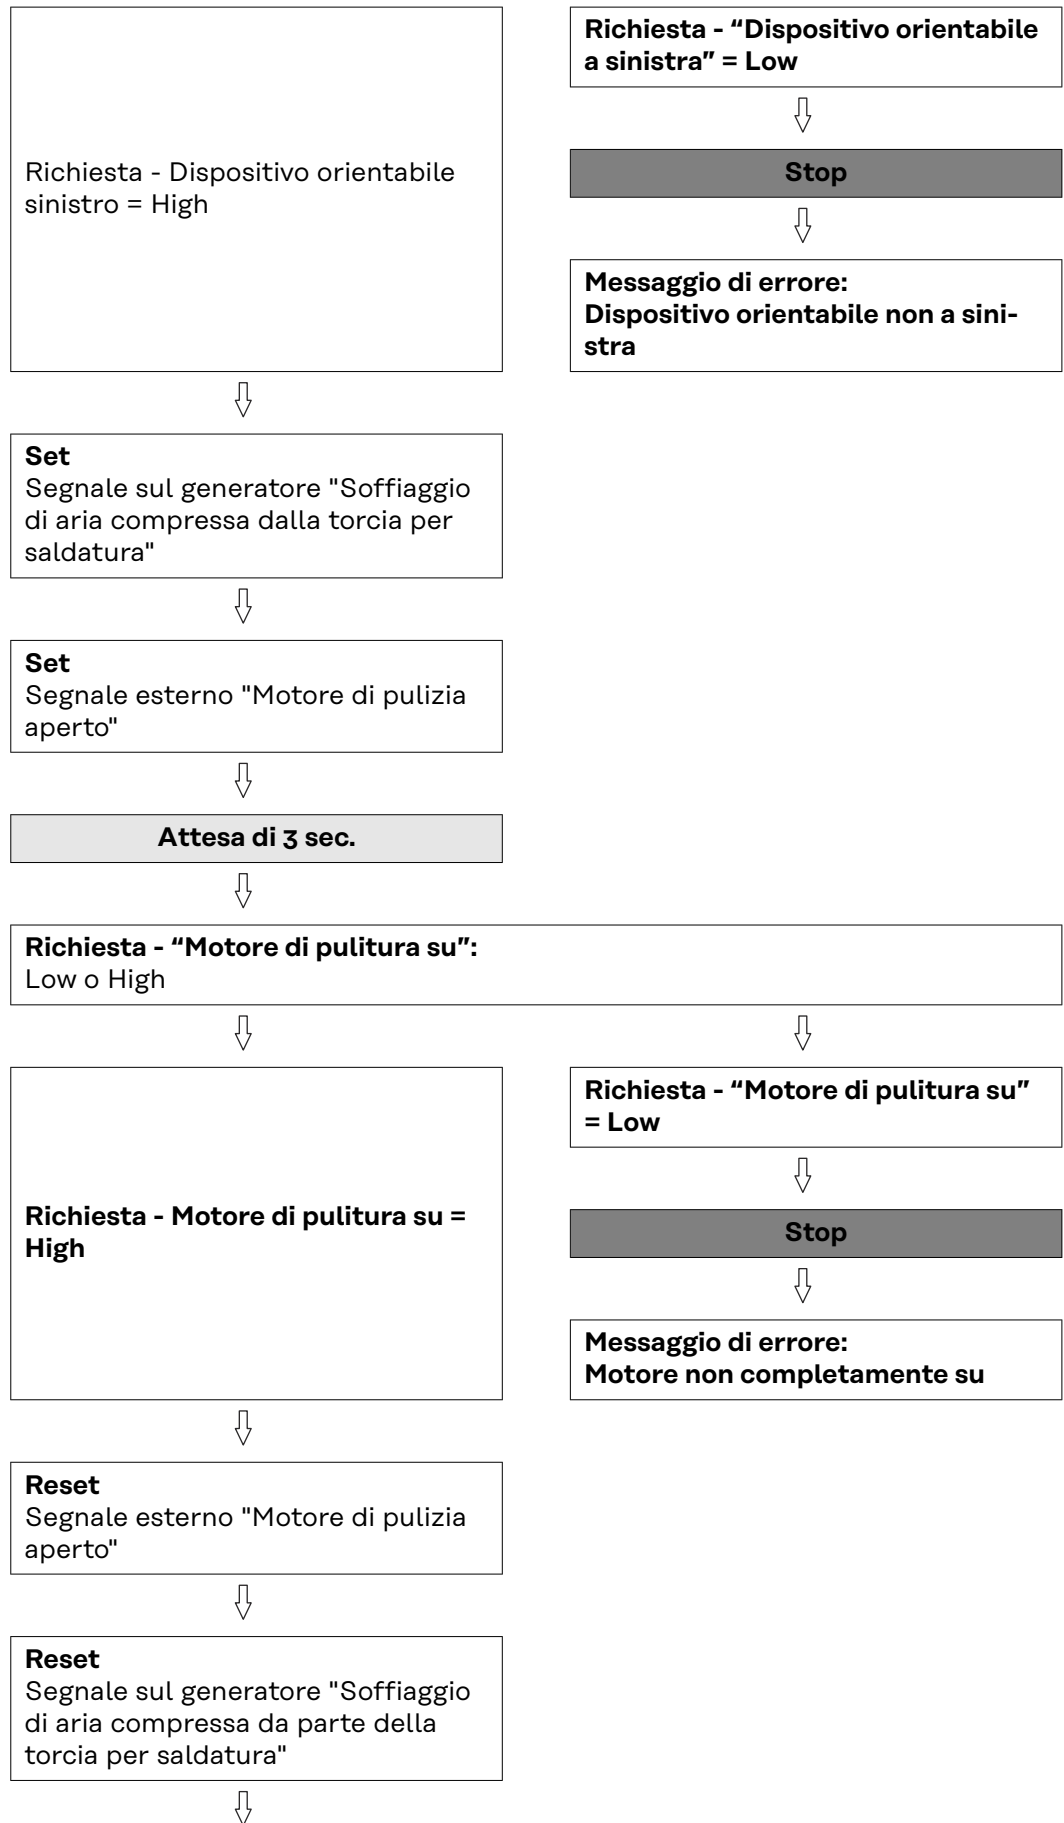 Richiesta - Dispositivo orientabile
sinistro = High
Richiesta - “Dispositivo orientabile
a sinistra” = Low
Stop
Messaggio di errore:
Dispositivo orientabile non a sini-
stra
Set
Segnale sul generatore "Soffiaggio
di aria compressa dalla torcia per
saldatura"
Set
Segnale esterno "Motore di pulizia
aperto"
Attesa di 3 sec.
Richiesta - “Motore di pulitura su”:
Low o High
Richiesta - Motore di pulitura su =
High
Richiesta - “Motore di pulitura su”
= Low
Stop
Messaggio di errore:
Motore non completamente su
Reset
Segnale esterno "Motore di pulizia
aperto"
Reset
Segnale sul generatore "Soffiaggio
di aria compressa da parte della
torcia per saldatura"